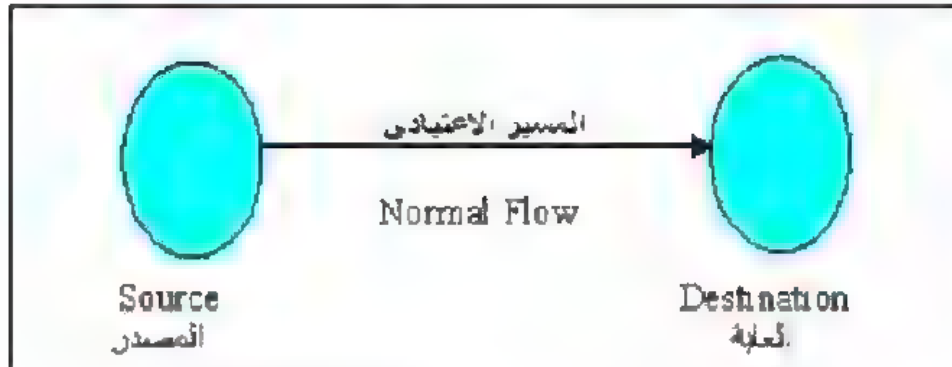 المسير الاعتيادي
Normal Flow
Source
Destination
المصدر
الغاية